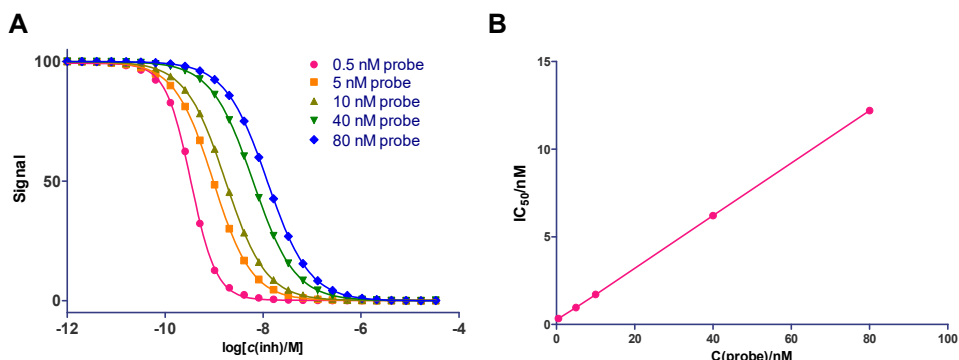 A
Signal
100
50
0
-12
-10
-8
-6
-4
log[c(inh)/M]
0.5 nM probe
5 nM probe
10 nM probe
40 nM probe
80 nM probe
B
IC50/nM
15
10
5
0
0
20
40
60
80
100
C(probe)/nM